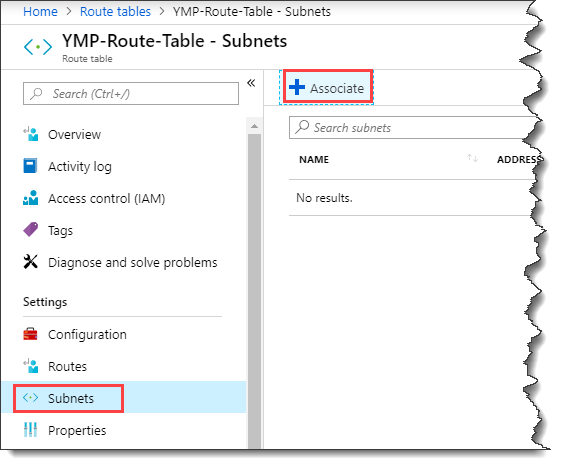 Home > Route tables > YMP-Route-Table - Subnets
YMP-Route-Table - Subnets
Route table
Search (Ctrl+/)
«
Overview
Activity log
Access control (IAM)
Tags
Diagnose and solve problems
Settings
Configuration
Routes
Subnets
Properties
Associate
Search subnets
NAME ↑↓ ADDRESS
No results.